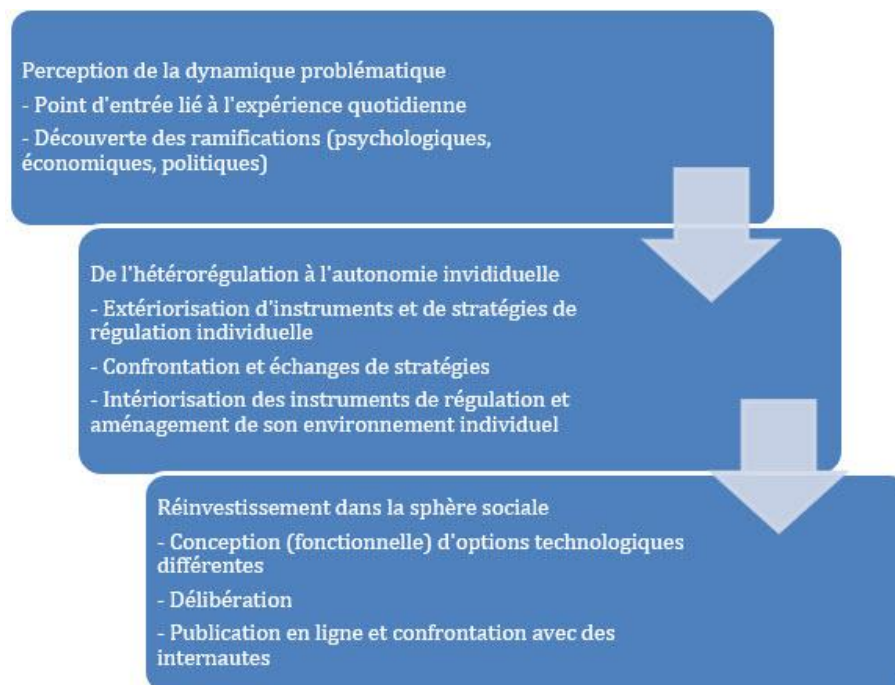 Perception de la dynamique problématique
- Point d'entrée lié à l'expérience quotidienne
- Découverte des ramifications (psychologiques,
économiques, politiques)
De l'hétérorégulation à l'autonomie invididuelle
- Extériorisation d'instruments et de stratégies de
régulation individuelle
- Confrontation et échanges de stratégies
- Intériorisation des instruments de régulation et
aménagement de son environnement individuel
Réinvestissement dans la sphère sociale
- Conception (fonctionnelle) d'options technologiques
différentes
- Délibération
- Publication en ligne et confrontation avec des
internautes